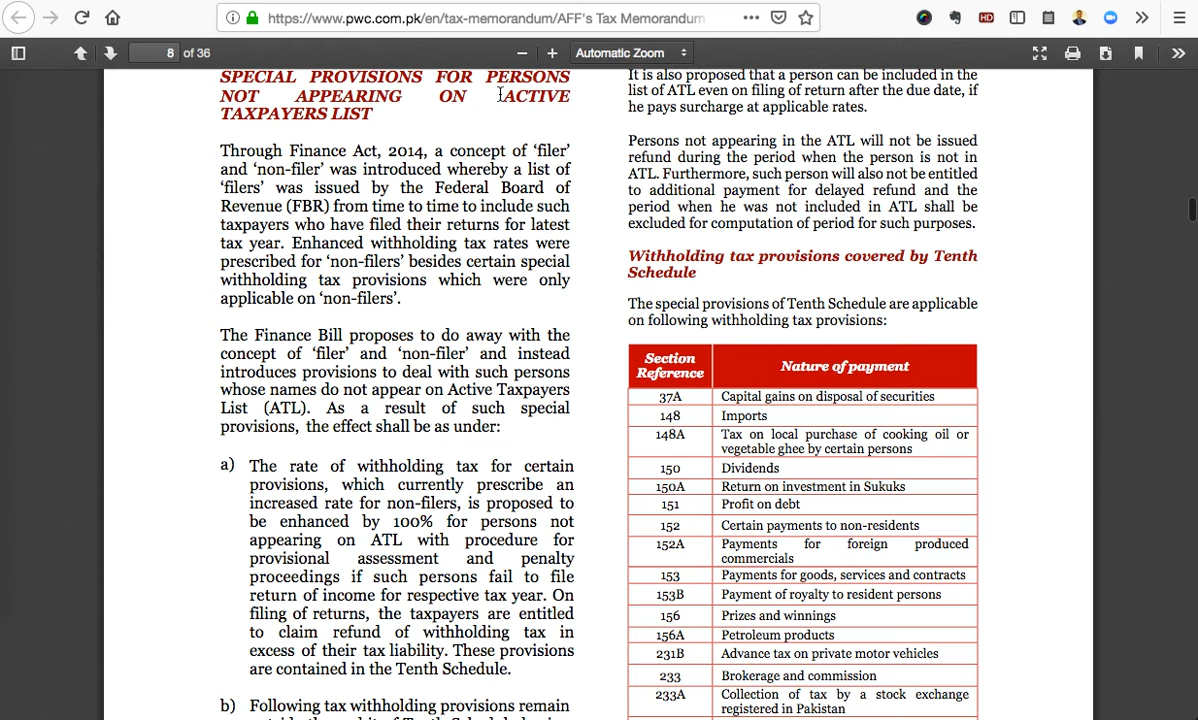 https://www.pwc.com.pk/en/tax-memorandum/AFF's Tax Memorandum
HD
8 of 36
Automatic Zoom
SPECIAL PROVISIONS FOR PERSONS
NOT APPEARING ON ACTIVE
TAXPAYERS LIST
Through Finance Act, 2014, a concept of ‘filer’
and ‘non-filer’ was introduced whereby a list of
‘filers’ was issued by the Federal Board of
Revenue (FBR) from time to time to include such
taxpayers who have filed their returns for latest
tax year. Enhanced withholding tax rates were
prescribed for ‘non-filers’ besides certain special
withholding tax provisions which were only
applicable on ‘non-filers’.
The Finance Bill proposes to do away with the
concept of ‘filer’ and ‘non-filer’ and instead
introduces provisions to deal with such persons
whose names do not appear on Active Taxpayers
List (ATL). As a result of such special
provisions, the effect shall be as under:
a) The rate of withholding tax for certain
provisions, which currently prescribe an
increased rate for non-filers, is proposed to
be enhanced by 100% for persons not
appearing on ATL with procedure for
provisional assessment and penalty
proceedings if such persons fail to file
return of income for respective tax year. On
filing of returns, the taxpayers are entitled
to claim refund of withholding tax in
excess of their tax liability. These provisions
are contained in the Tenth Schedule.
b) Following tax withholding provisions remain
It is also proposed that a person can be included in the
list of ATL even on filing of return after the due date, if
he pays surcharge at applicable rates.
Persons not appearing in the ATL will not be issued
refund during the period when the person is not in
ATL. Furthermore, such person will also not be entitled
to additional payment for delayed refund and the
period when he was not included in ATL shall be
excluded for computation of period for such purposes.
Withholding tax provisions covered by Tenth
Schedule
The special provisions of Tenth Schedule are applicable
on following withholding tax provisions:
Section Reference Nature of payment
37A Capital gains on disposal of securities
148 Imports
148A Tax on local purchase of cooking oil or
vegetable ghee by certain persons
150 Dividends
150A Return on investment in Sukuks
151 Profit on debt
152 Certain payments to non-residents
152A Payments for foreign produced
commercials
153 Payments for goods, services and contracts
153B Payment of royalty to resident persons
156 Prizes and winnings
156A Petroleum products
231B Advance tax on private motor vehicles
233 Brokerage and commission
233A Collection of tax by a stock exchange
registered in Pakistan